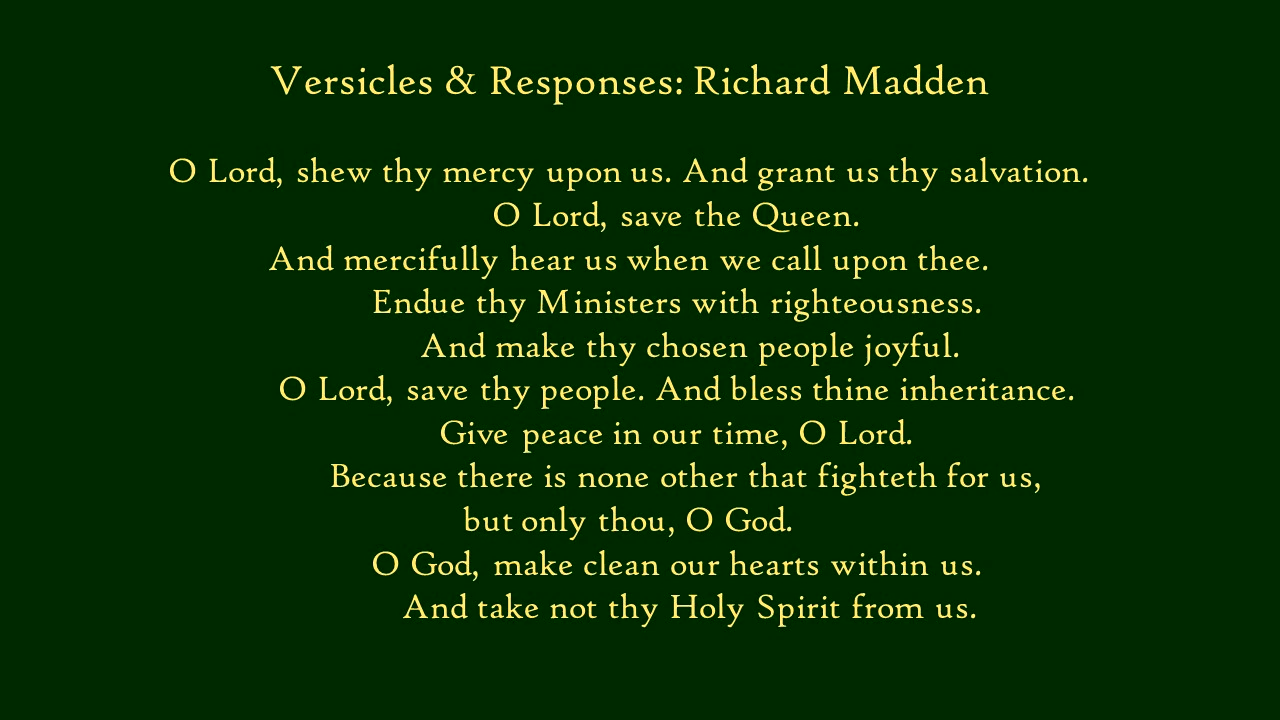 Versicles & Responses: Richard Madden
O Lord, shew thy mercy upon us. And grant us thy salvation.
O Lord, save the Queen.
And mercifully hear us when we call upon thee.
Endue thy Ministers with righteousness.
And make thy chosen people joyful.
O Lord, save thy people. And bless thine inheritance.
Give peace in our time, O Lord.
Because there is none other that fighteth for us,
but only thou, O God.
O God, make clean our hearts within us.
And take not thy Holy Spirit from us.